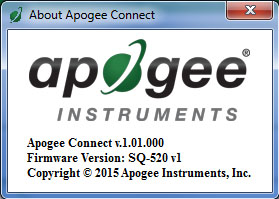 About Apogee Connect
apogee®
INSTRUMENTS
Apogee Connect v.1.01.000
Firmware Version: SQ-520 v1
Copyright © 2015 Apogee Instruments, Inc.